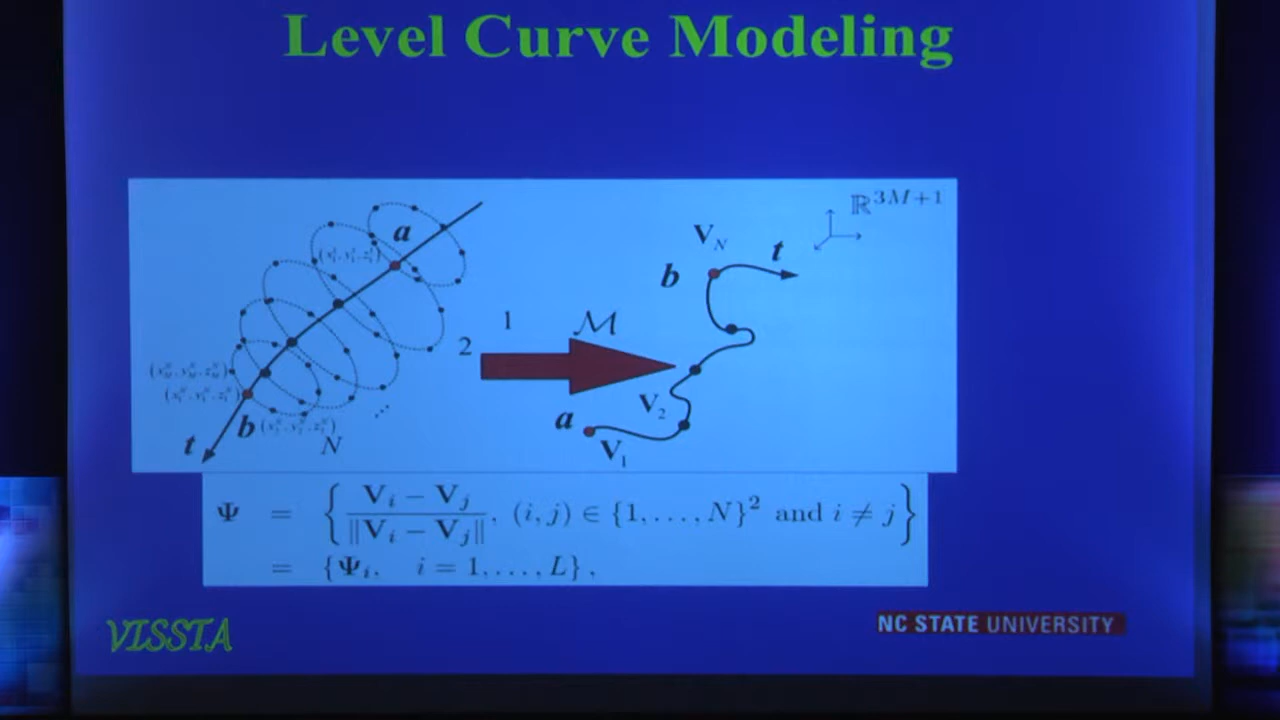 Level Curve Modeling
a
b
t
1
2
N
M
a
b
t
V_1
V_2
V_N
ℝ^{3M+1}
Ψ = { (V_i − V_j) / ‖V_i − V_j‖, (i, j) ∈ {1, …, N}² and i ≠ j }
= {Ψ_i, i = 1, …, L},
VISSTA
NC STATE UNIVERSITY